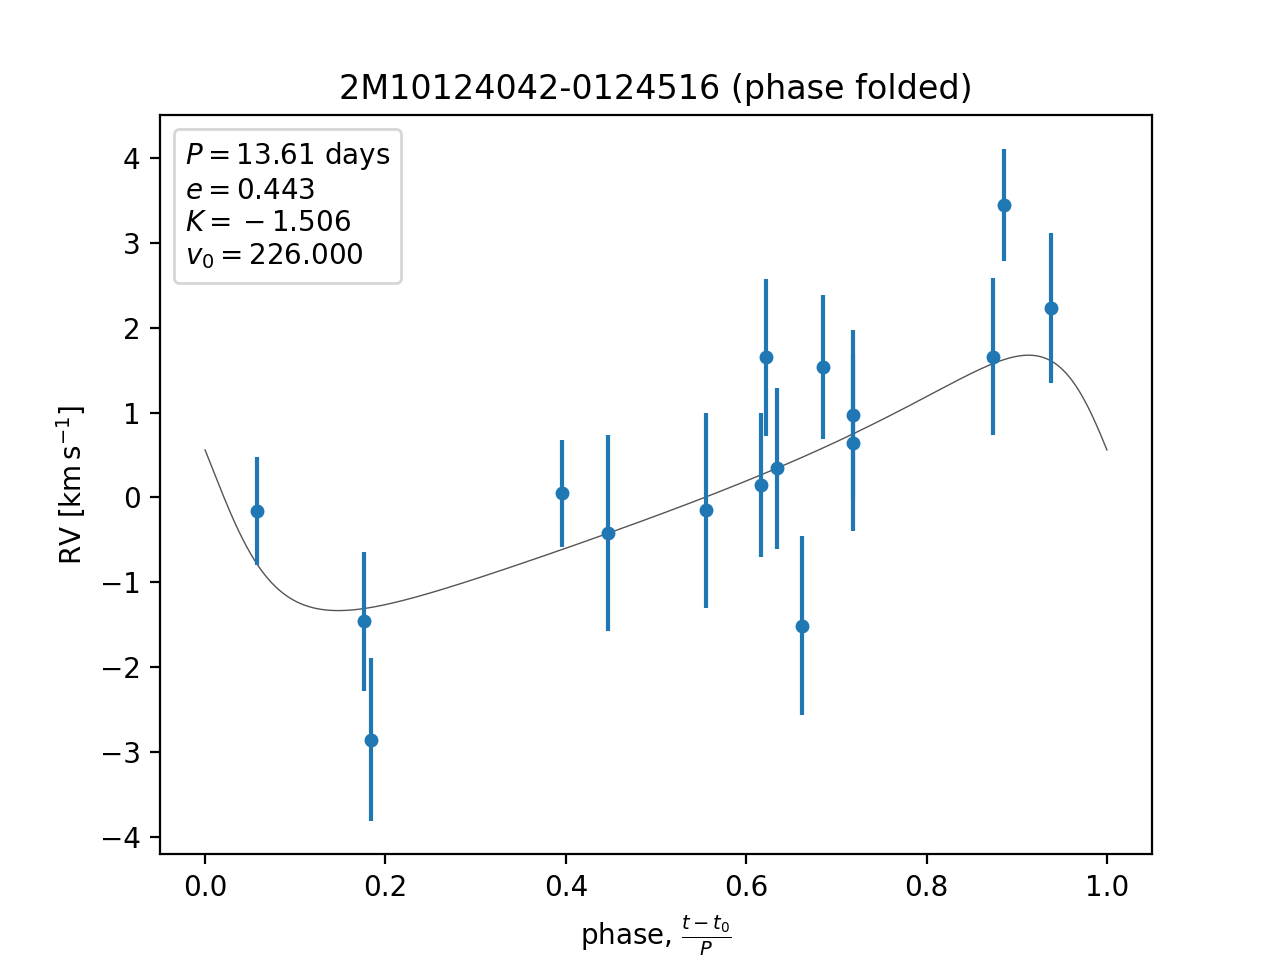 2M10124042-0124516 (phase folded)
P = 13.61 days
e = 0.443
K = −1.506
v₀ = 226.000
4
3
2
1
0
−1
−2
−3
−4
RV [km s⁻¹]
0.0 0.2 0.4 0.6 0.8 1.0
phase, (t − t₀)/P